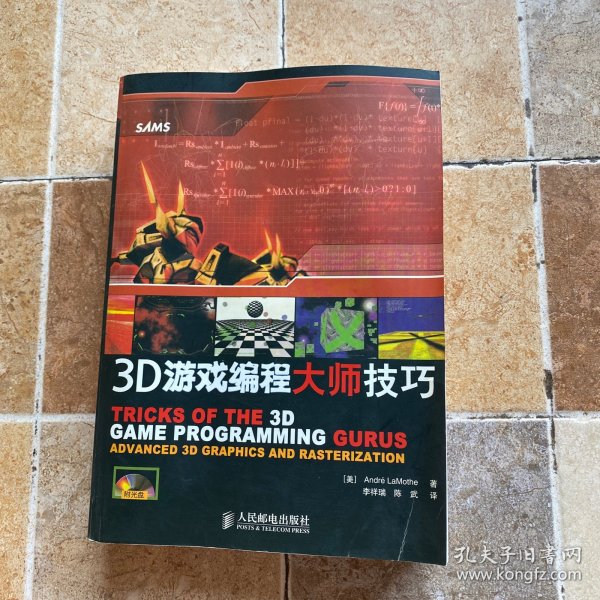 SAMS
3D游戏编程大师技巧
TRICKS OF THE 3D
GAME PROGRAMMING GURUS
ADVANCED 3D GRAPHICS AND RASTERIZATION
[美] André LaMothe 著
李祥瑞 陈武 译
附光盘
人民邮电出版社
POSTS & TELECOM PRESS
孔夫子旧书网
www.kongfz.com